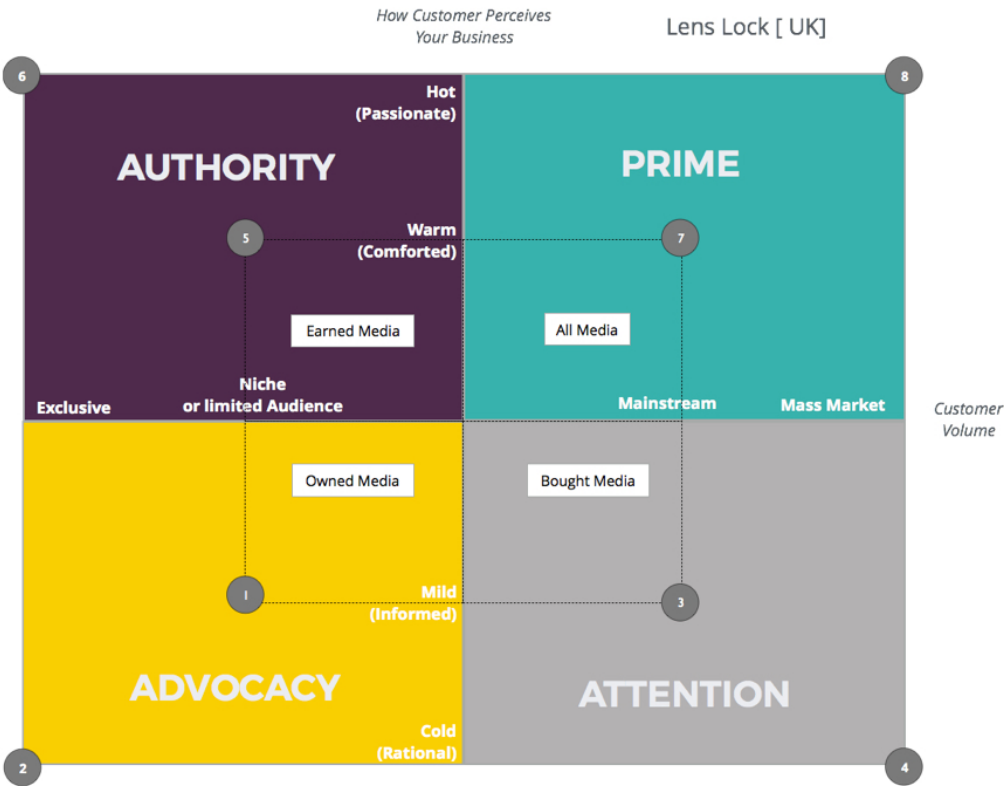 How Customer Perceives
Your Business
Lens Lock [ UK]
6
8
Hot
(Passionate)
AUTHORITY
PRIME
5
Warm
(Comforted)
7
Earned Media
All Media
Exclusive
Niche
or limited Audience
Mainstream
Mass Market
Customer
Volume
Owned Media
Bought Media
1
Mild
(Informed)
3
ADVOCACY
ATTENTION
Cold
(Rational)
2
4